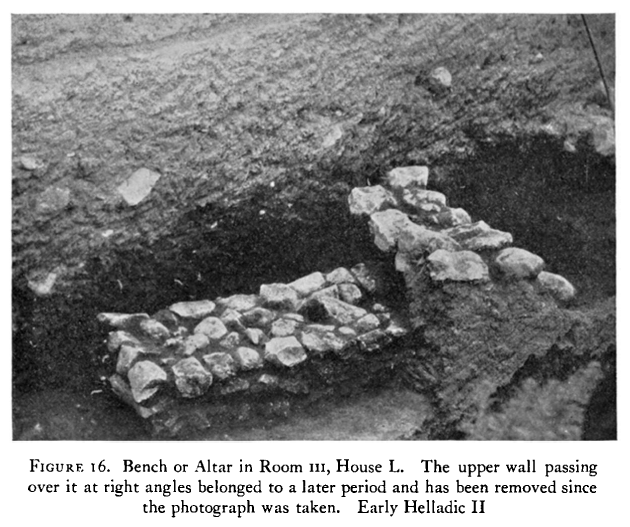 FIGURE 16. Bench or Altar in Room III, House L. The upper wall passing
over it at right angles belonged to a later period and has been removed since
the photograph was taken. Early Helladic II